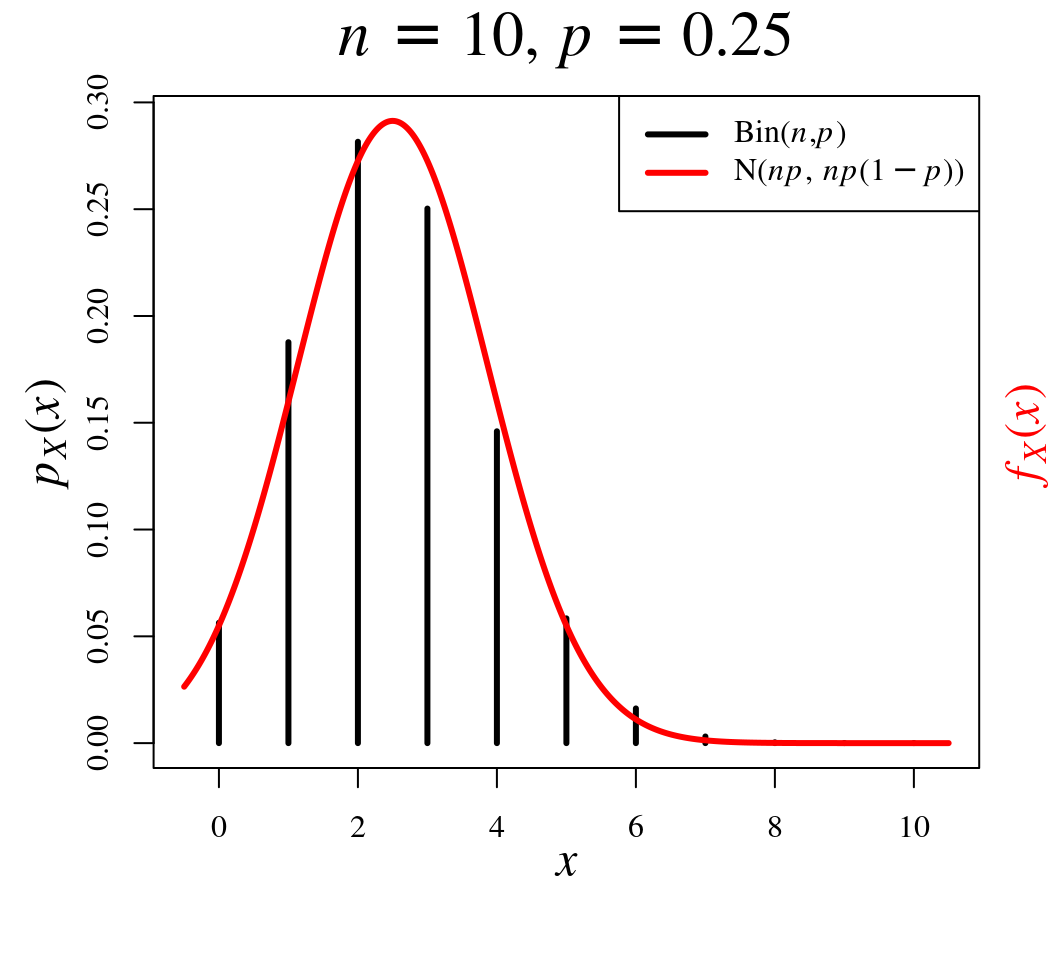 n = 10, p = 0.25
Bin(n,p)
N(np, np(1 − p))
0.30
0.25
0.20
0.15
0.10
0.05
0.00
p_X(x)
f_X(x)
0 2 4 6 8 10
x